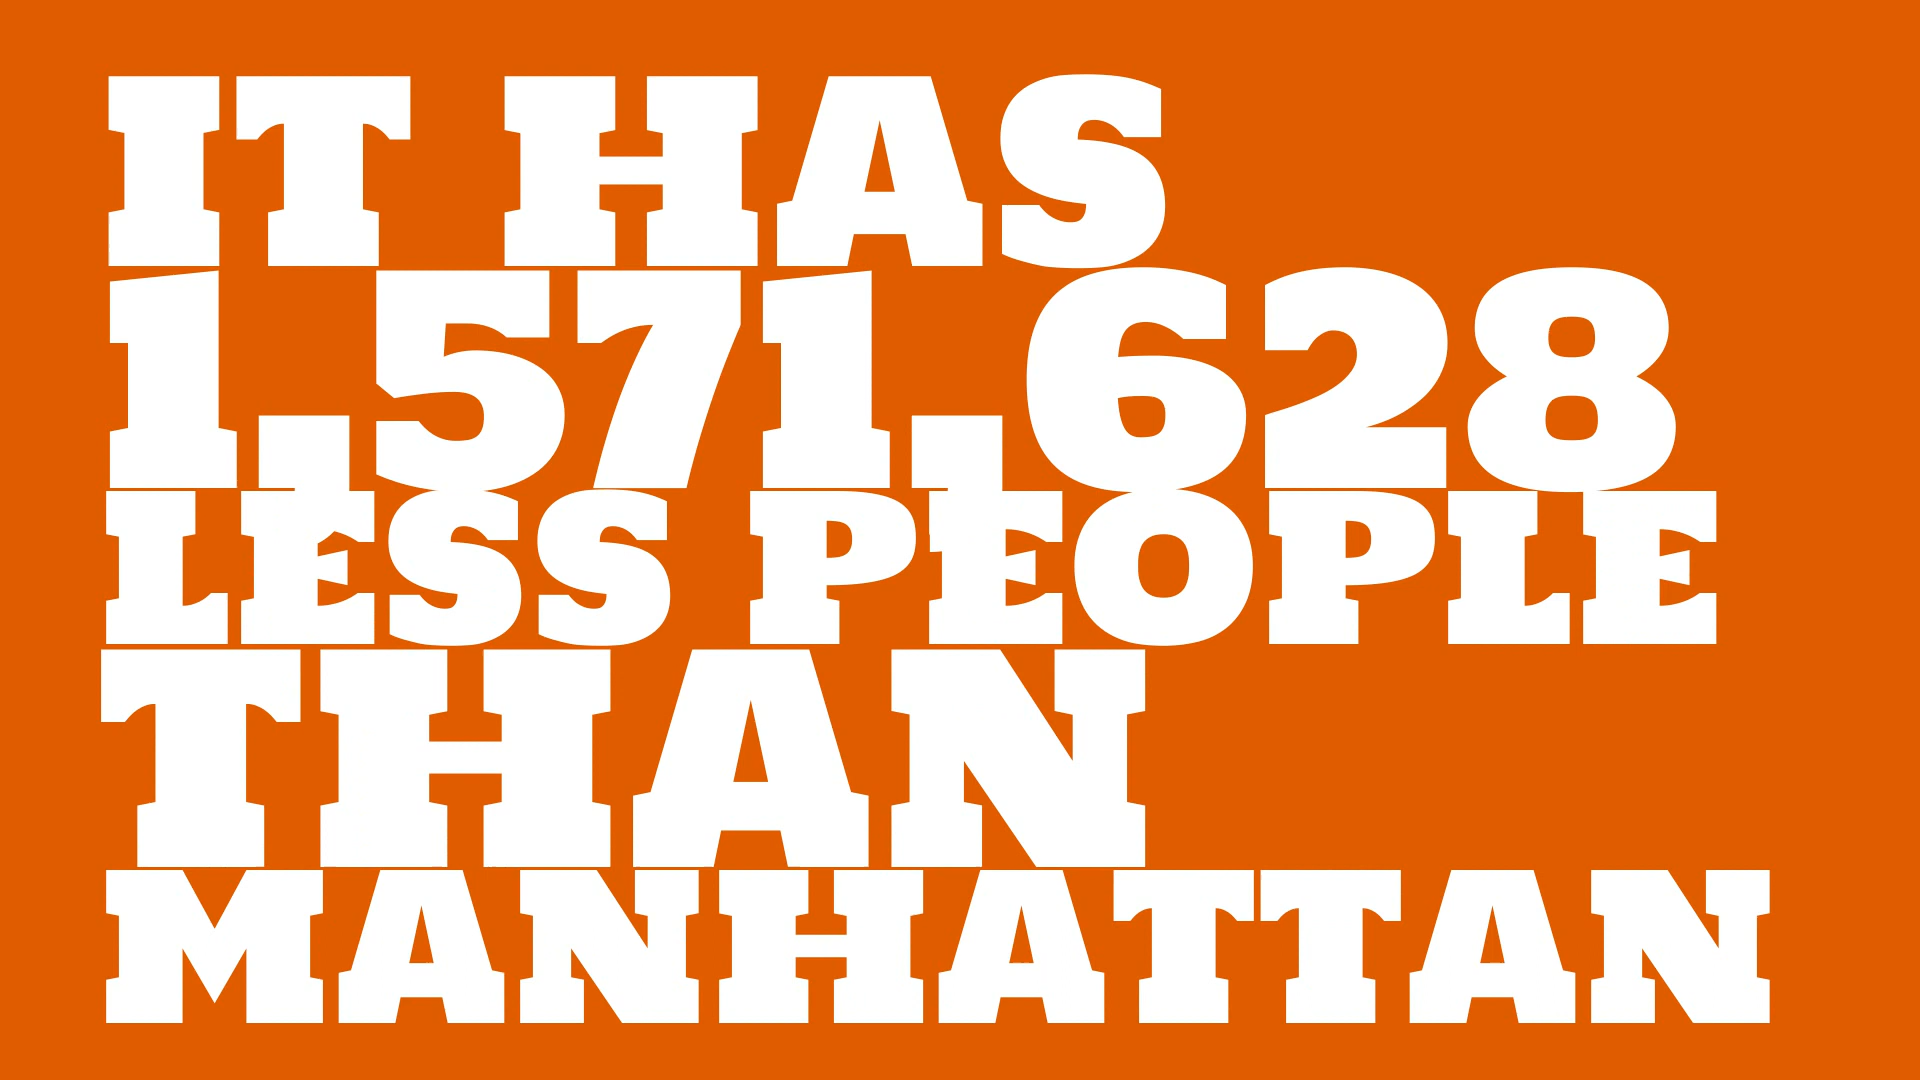 IT HAS
1,571,628
LESS PEOPLE
THAN
MANHATTAN